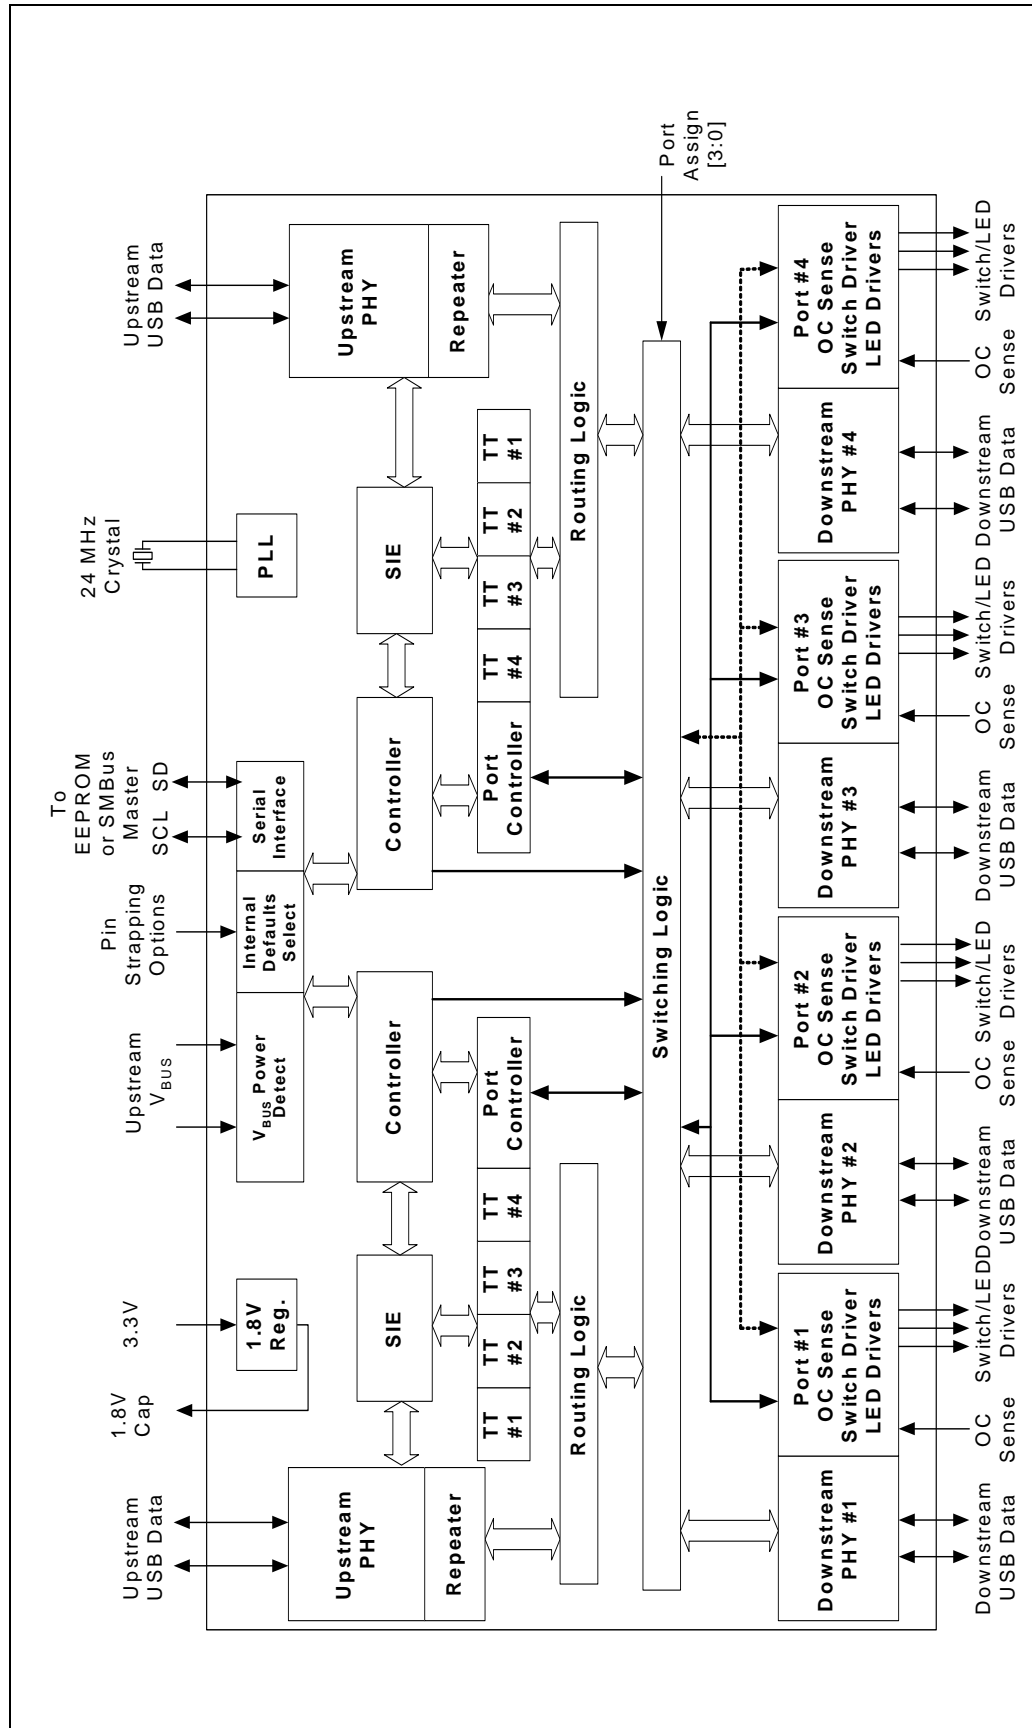 Upstream
USB Data
1.8V
Cap
3.3V
Upstream
VBUS
Pin
Strapping
Options
To
EEPROM
or SMBus
Master
SCL SD
24 MHz
Crystal
Upstream
USB Data
Upstream
PHY
Repeater
1.8V
Reg.
VBUS Power
Detect
Internal
Defaults
Select
Serial
Interface
PLL
Upstream
PHY
Repeater
SIE
Controller
Controller
SIE
TT
#1
TT
#2
TT
#3
TT
#4
Port
Controller
Port
Controller
TT
#4
TT
#3
TT
#2
TT
#1
Routing Logic
Routing Logic
Switching Logic
Port
Assign
[3:0]
Downstream
PHY #1
Port #1
OC Sense
Switch Driver
LED Drivers
Downstream
PHY #2
Port #2
OC Sense
Switch Driver
LED Drivers
Downstream
PHY #3
Port #3
OC Sense
Switch Driver
LED Drivers
Downstream
PHY #4
Port #4
OC Sense
Switch Driver
LED Drivers
Downstream
USB Data
OC
Sense
Switch/LED
Drivers
Downstream
USB Data
OC
Sense
Switch/LED
Drivers
Downstream
USB Data
OC
Sense
Switch/LED
Drivers
Downstream
USB Data
OC
Sense
Switch/LED
Drivers